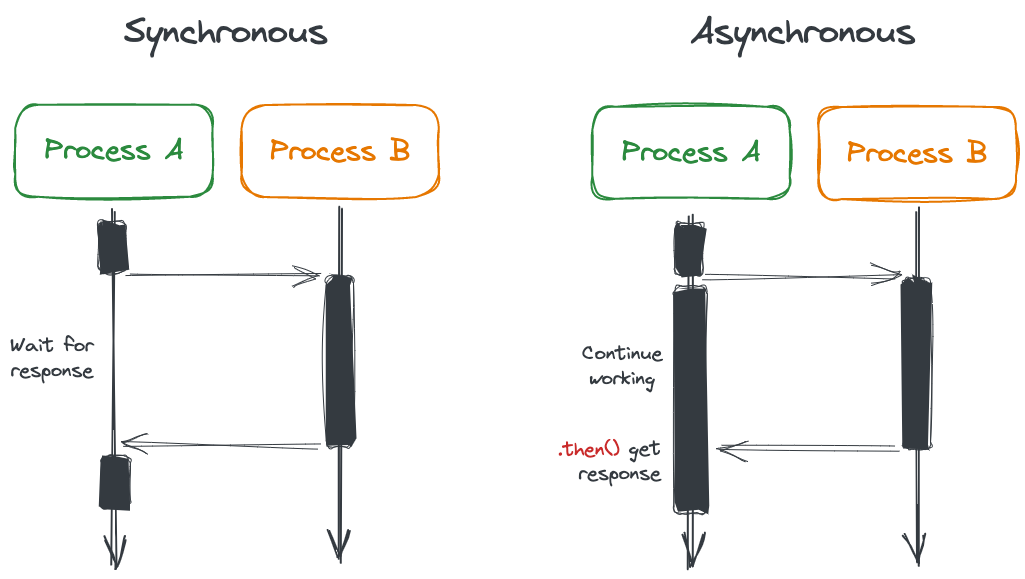 Synchronous
Asynchronous
Process A
Process B
Process A
Process B
Wait for
response
Continue
working
.then() get
response